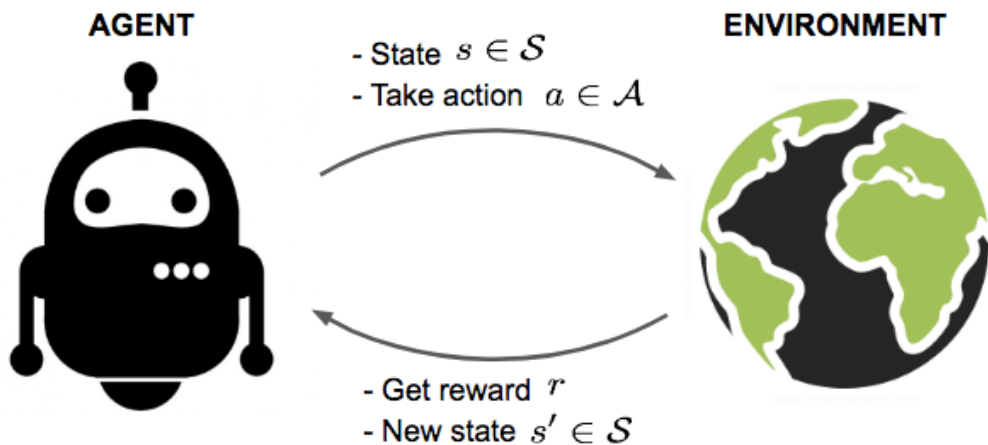 AGENT
ENVIRONMENT
- State s ∈ 𝒮
- Take action a ∈ 𝒜
- Get reward r
- New state s′ ∈ 𝒮